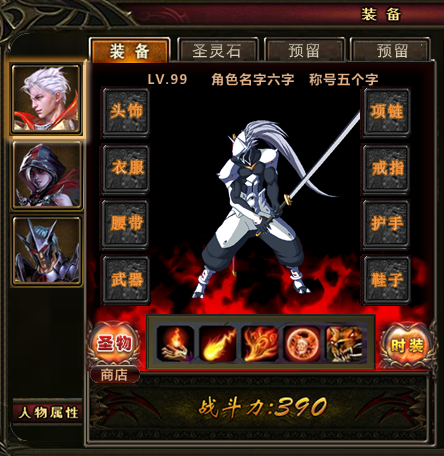 装备
装备 圣灵石 预留 预留
LV.99 角色名字六字 称号五个字
头饰 项链
衣服 戒指
腰带 护手
武器 鞋子
圣物 时装
商店
人物属性 战斗力:390